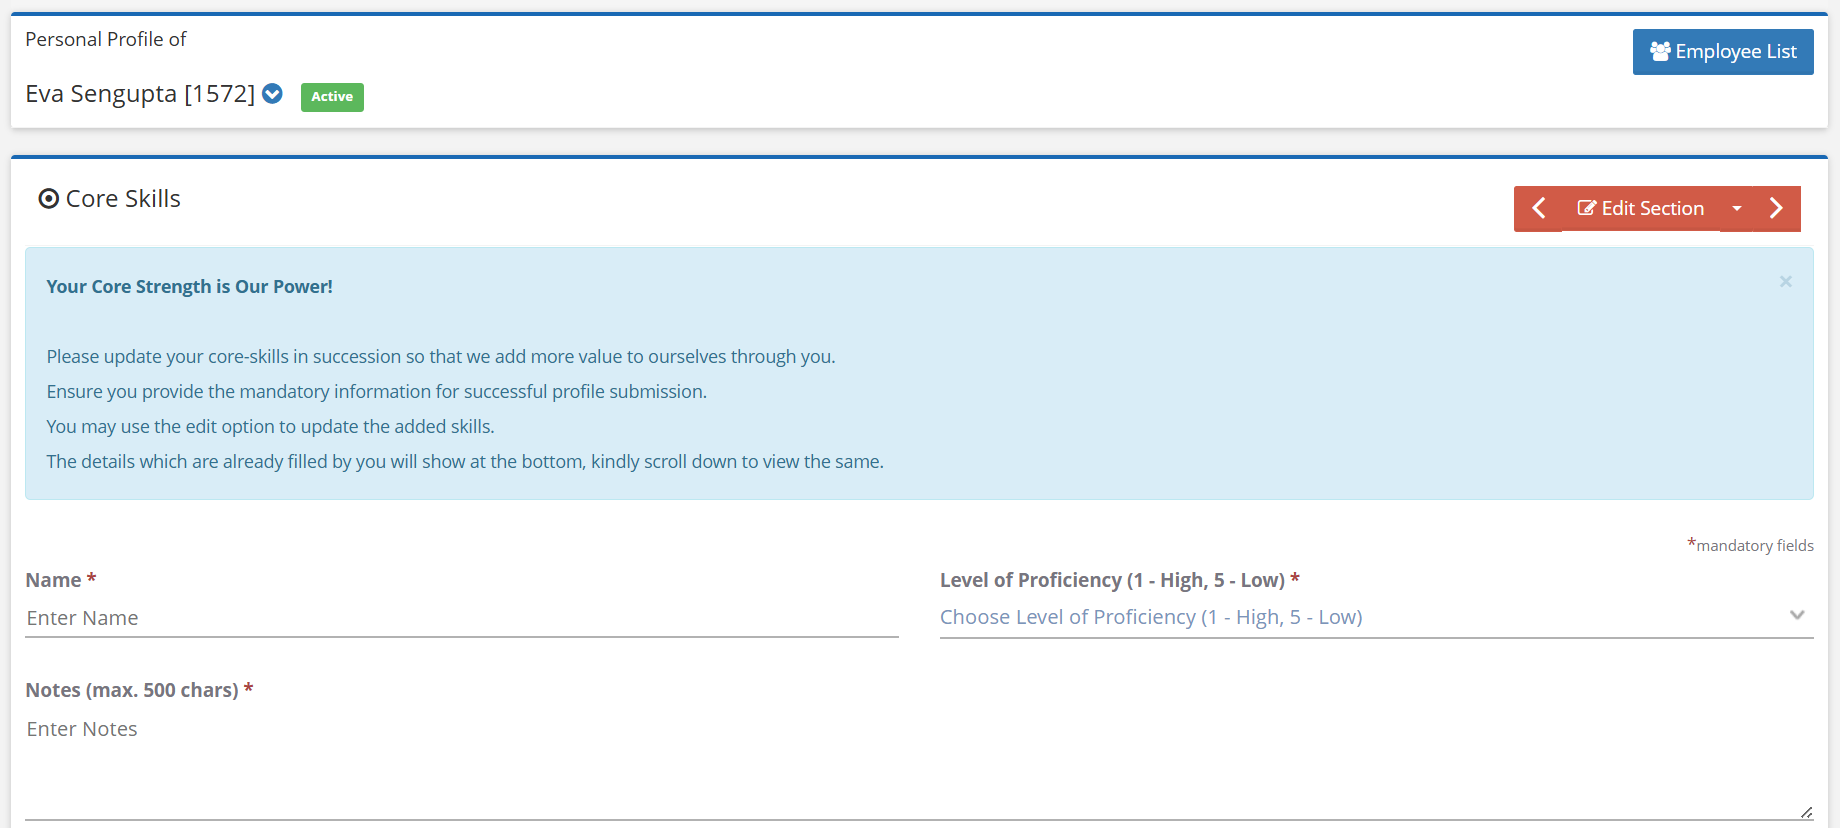 Personal Profile of
Employee List
Eva Sengupta [1572]
Active
Core Skills
Edit Section
Your Core Strength is Our Power!
×
Please update your core-skills in succession so that we add more value to ourselves through you.
Ensure you provide the mandatory information for successful profile submission.
You may use the edit option to update the added skills.
The details which are already filled by you will show at the bottom, kindly scroll down to view the same.
*mandatory fields
Name *
Level of Proficiency (1 - High, 5 - Low) *
Enter Name
Choose Level of Proficiency (1 - High, 5 - Low)
Notes (max. 500 chars) *
Enter Notes